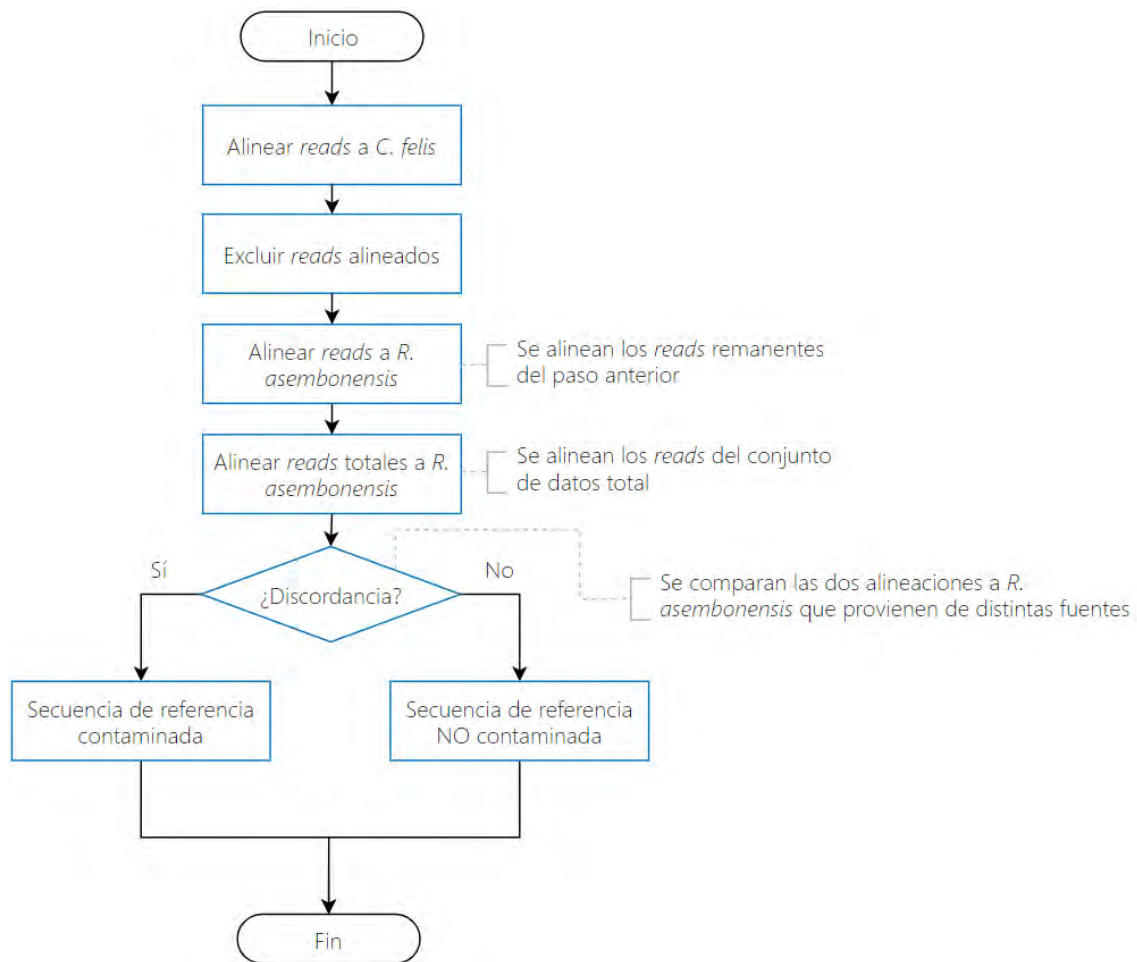 Inicio
Alinear reads a C. felis
Excluir reads alineados
Alinear reads a R.
asembonensis
Se alinean los reads remanentes
del paso anterior
Alinear reads totales a R.
asembonensis
Se alinean los reads del conjunto
de datos total
Sí
¿Discordancia?
No
Se comparan las dos alineaciones a R.
asembonensis que provienen de distintas fuentes
Secuencia de referencia
contaminada
Secuencia de referencia
NO contaminada
Fin